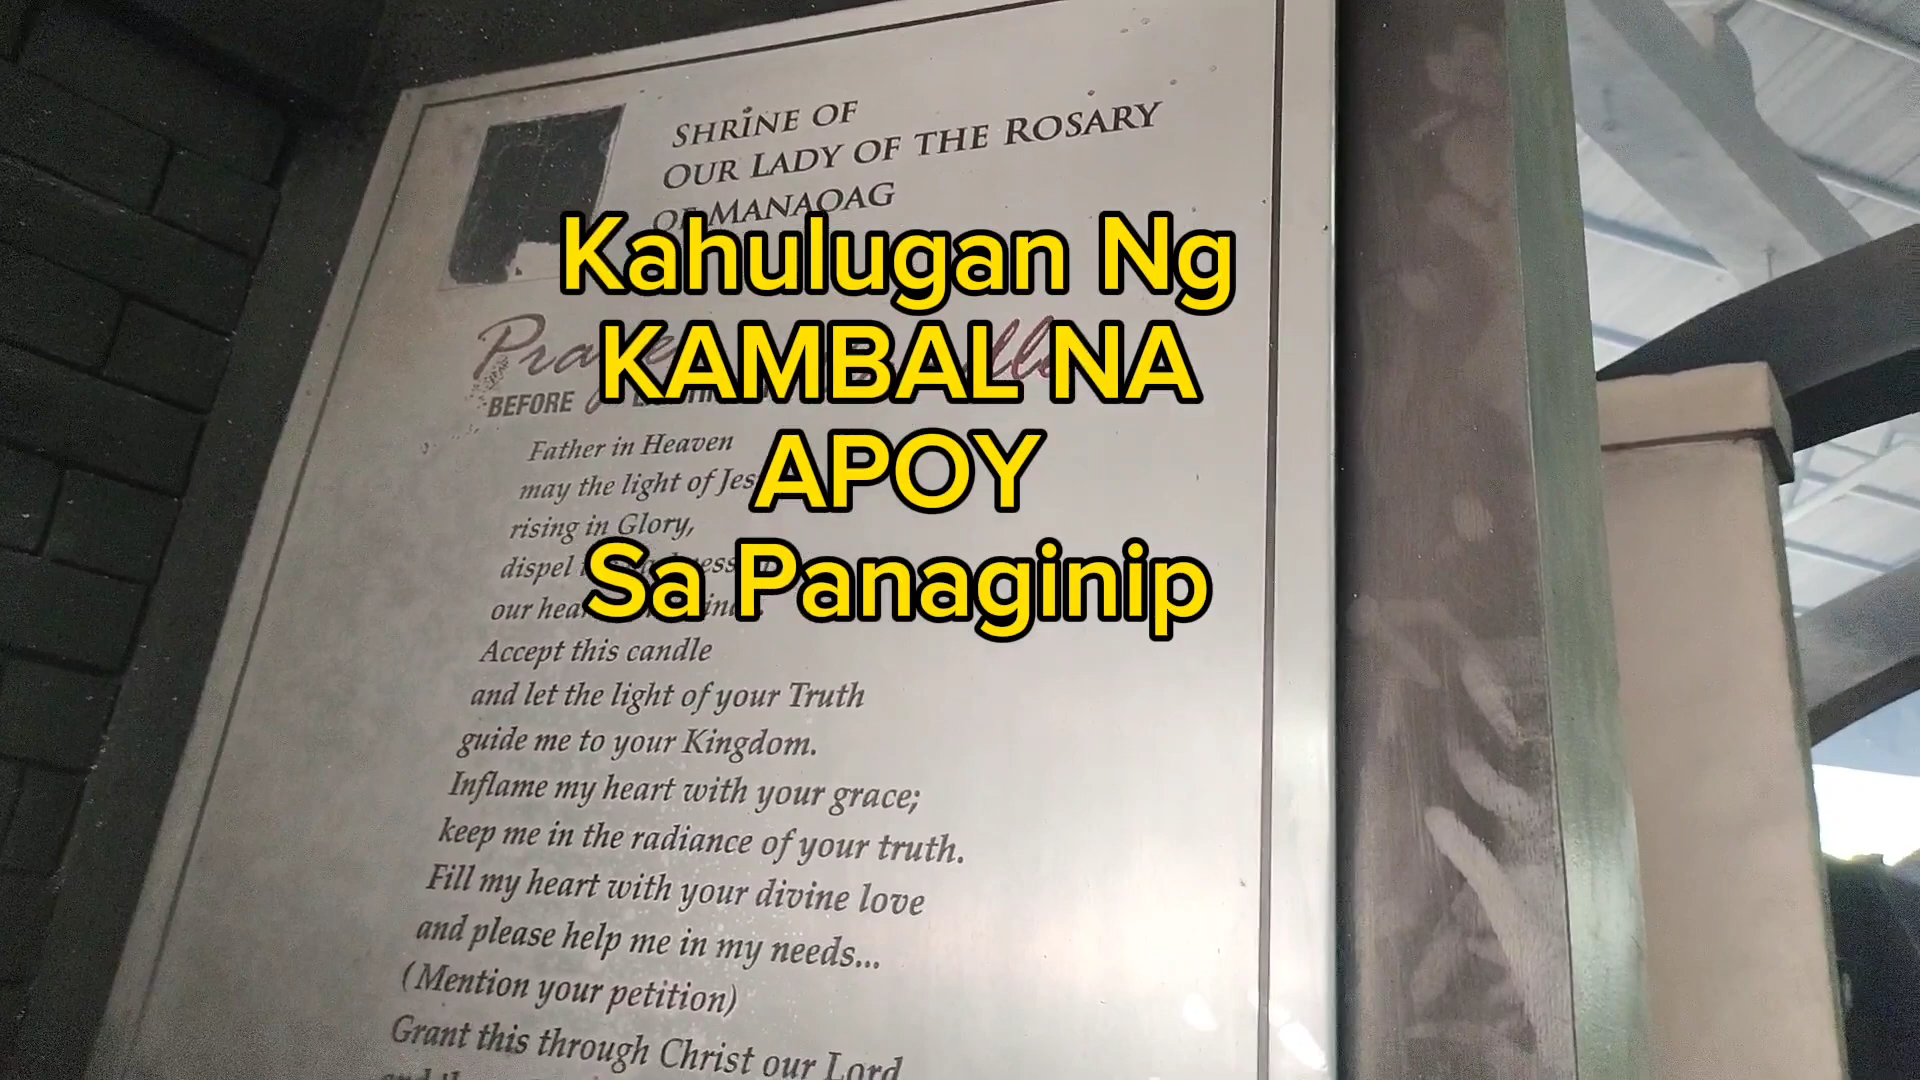 SHRINE OF
OUR LADY OF THE ROSARY
OF MANAOAG
Kahulugan Ng
KAMBAL NA
APOY
Sa Panaginip
BEFORE
Father in Heaven
may the light of
rising in Glory,
dispel
our
Accept this candle
and let the light of your Truth
guide me to your Kingdom.
Inflame my heart with your grace;
keep me in the radiance of your truth.
Fill my heart with your divine love
and please help me in my needs...
(Mention your petition)
Grant this through Christ our Lord